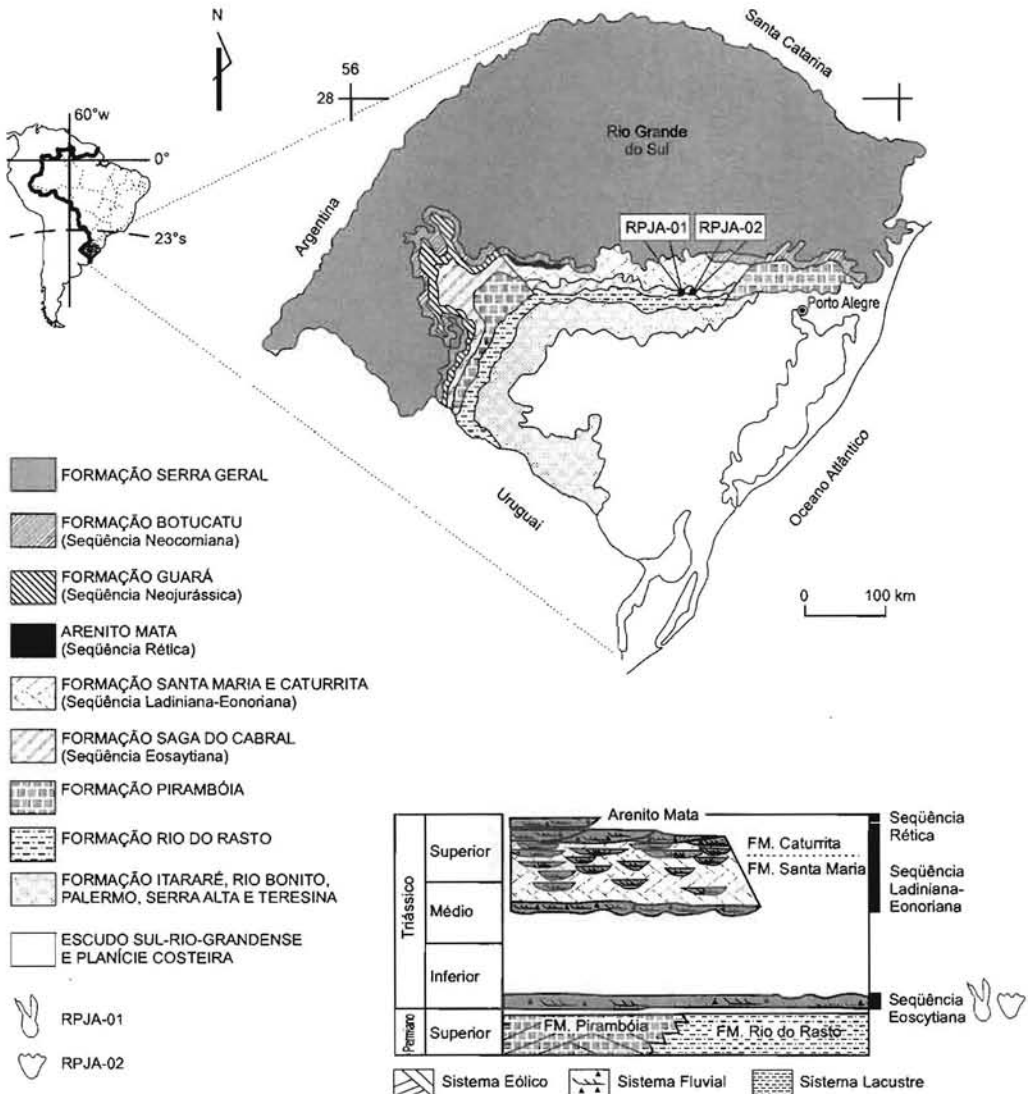 N
Santa Catarina
56
28
60°w
0°
23°s
Rio Grande
do Sul
Argentina
RPJA-01
RPJA-02
Porto Alegre
Oceano Atlântico
Uruguai
0 100 km
FORMAÇÃO SERRA GERAL
FORMAÇÃO BOTUCATU
(Seqüência Neocomiana)
FORMAÇÃO GUARÁ
(Seqüência Neojurássica)
ARENITO MATA
(Seqüência Rética)
FORMAÇÃO SANTA MARIA E CATURRITA
(Seqüência Ladiniana-Eonoriana)
FORMAÇÃO SAGA DO CABRAL
(Seqüência Eosaytiana)
FORMAÇÃO PIRAMBÓIA
FORMAÇÃO RIO DO RASTO
FORMAÇÃO ITARARÉ, RIO BONITO,
PALERMO, SERRA ALTA E TERESINA
ESCUDO SUL-RIO-GRANDENSE
E PLANÍCIE COSTEIRA
RPJA-01
RPJA-02
Triássico
Permiano
Superior
Médio
Inferior
Superior
Arenito Mata
FM. Caturrita
FM. Santa Maria
FM. Pirambóia
FM. Rio do Rasto
Seqüência
Rética
Seqüência
Ladiniana-
Eonoriana
Seqüência
Eoscytiana
Sistema Eólico
Sistema Fluvial
Sistema Lacustre